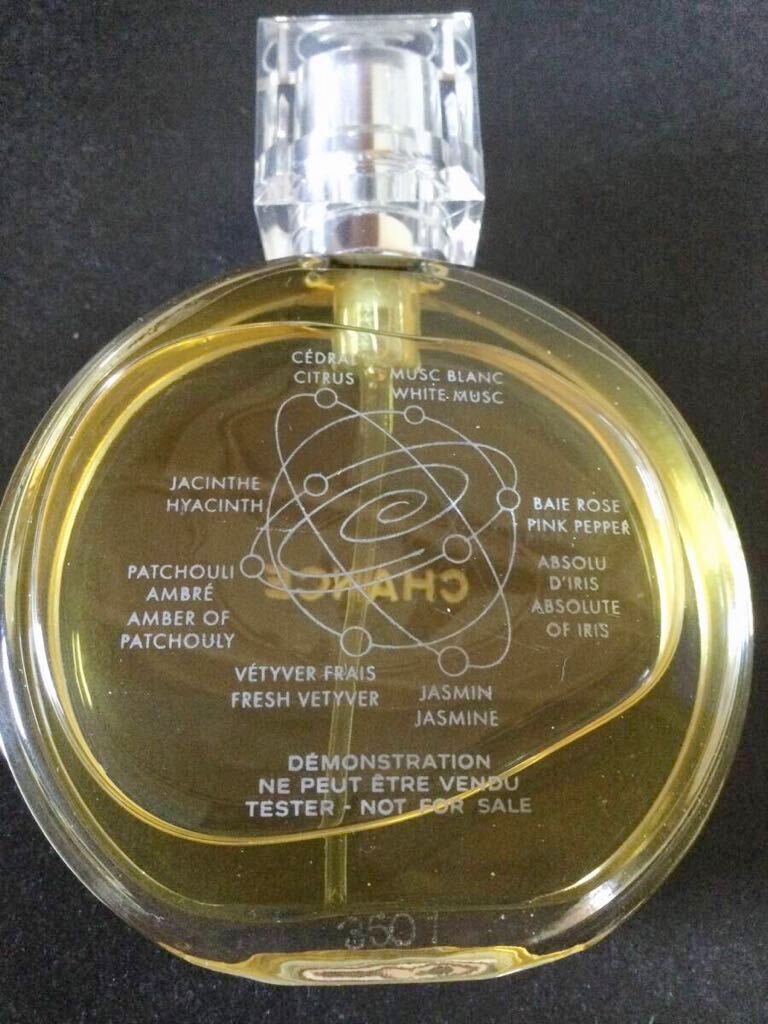 CÉDRAT
CITRUS
MUSC BLANC
WHITE MUSC
JACINTHE
HYACINTH
BAIE ROSE
PINK PEPPER
PATCHOULI
AMBRÉ
AMBER OF
PATCHOULY
ABSOLU
D'IRIS
ABSOLUTE
OF IRIS
CHANCE
VÉTYVER FRAIS
FRESH VETYVER
JASMIN
JASMINE
DÉMONSTRATION
NE PEUT ÊTRE VENDU
TESTER - NOT FOR SALE
3501